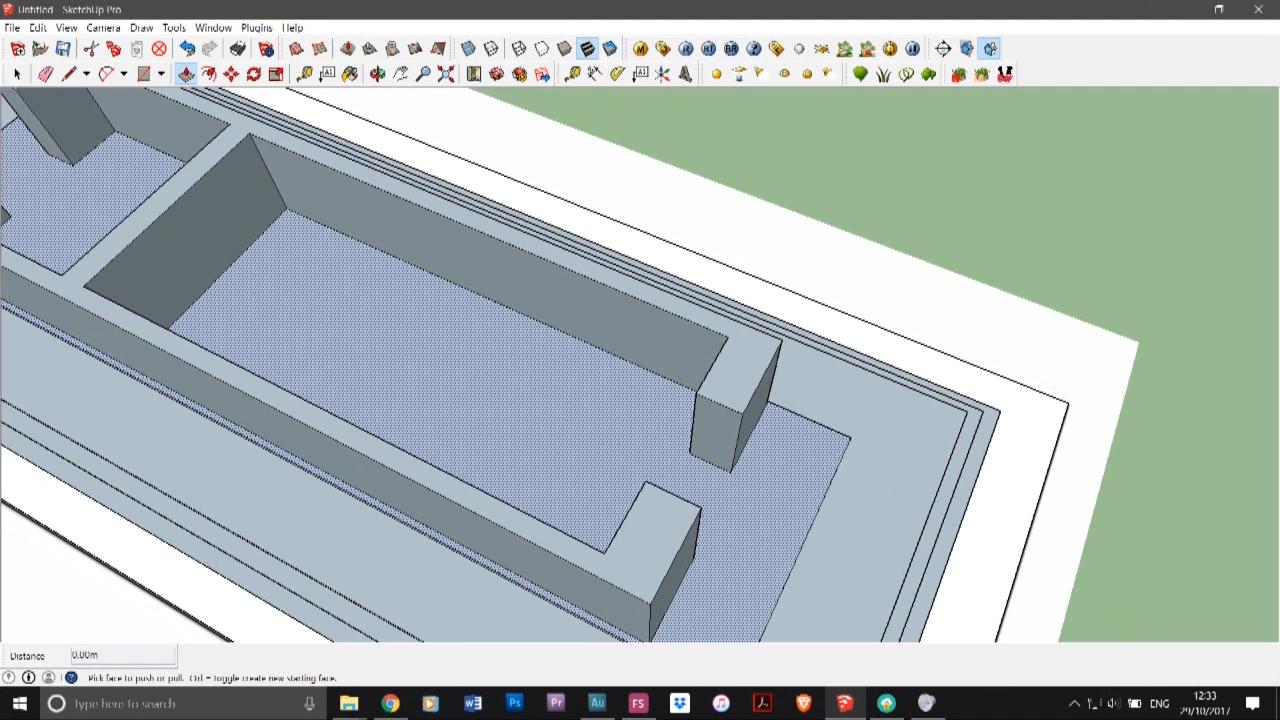 Untitled - SketchUp Pro
File Edit View Camera Draw Tools Window Plugins Help
Distance 0.00m
Pick face to push or pull. Ctrl = toggle create new starting face.
Type here to search
ENG
12:33
29/10/2017